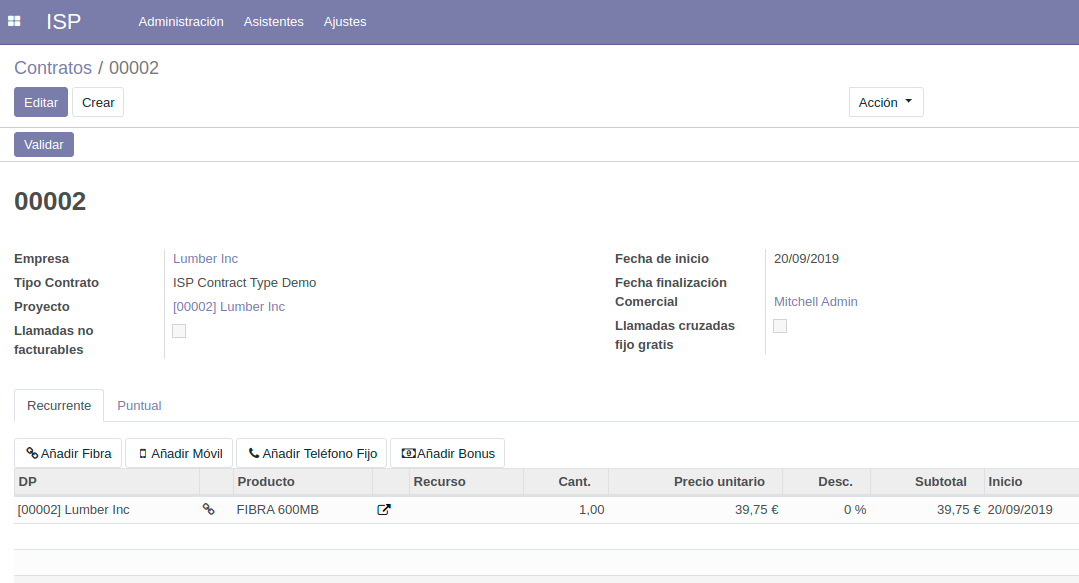 ISP Administración Asistentes Ajustes
Contratos / 00002
Editar Crear Acción
Validar
00002
Empresa Lumber Inc Fecha de inicio 20/09/2019
Tipo Contrato ISP Contract Type Demo Fecha finalización
Proyecto [00002] Lumber Inc Comercial Mitchell Admin
Llamadas no facturables Llamadas cruzadas fijo gratis
Recurrente Puntual
Añadir Fibra Añadir Móvil Añadir Teléfono Fijo Añadir Bonus
DP Producto Recurso Cant. Precio unitario Desc. Subtotal Inicio
[00002] Lumber Inc FIBRA 600MB 1,00 39,75 € 0 % 39,75 € 20/09/2019